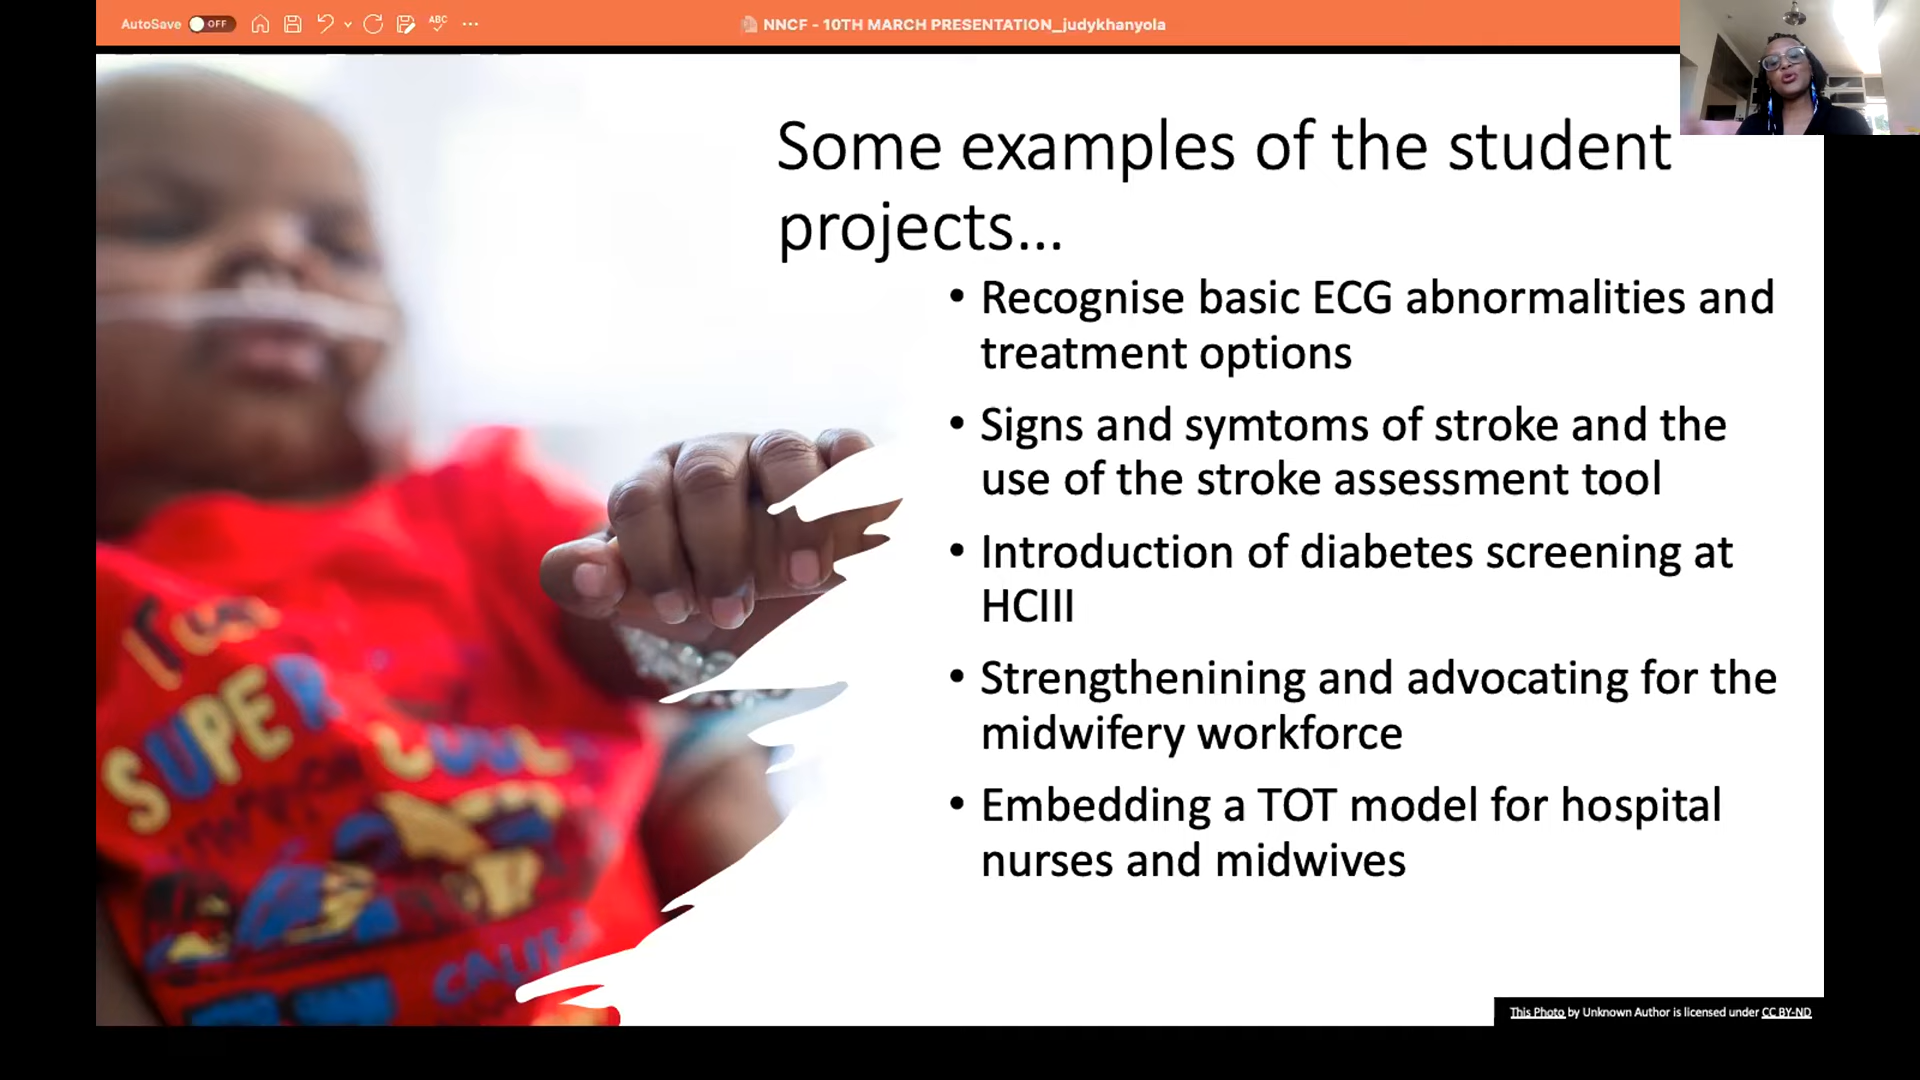 AutoSave OFF
ABC
NNCF - 10TH MARCH PRESENTATION_judykhanyola
Some examples of the student
projects...
• Recognise basic ECG abnormalities and
treatment options
• Signs and symtoms of stroke and the
use of the stroke assessment tool
• Introduction of diabetes screening at
HCIII
• Strengthenining and advocating for the
midwifery workforce
• Embedding a TOT model for hospital
nurses and midwives
SUPER
COOL
This Photo by Unknown Author is licensed under CC BY-ND